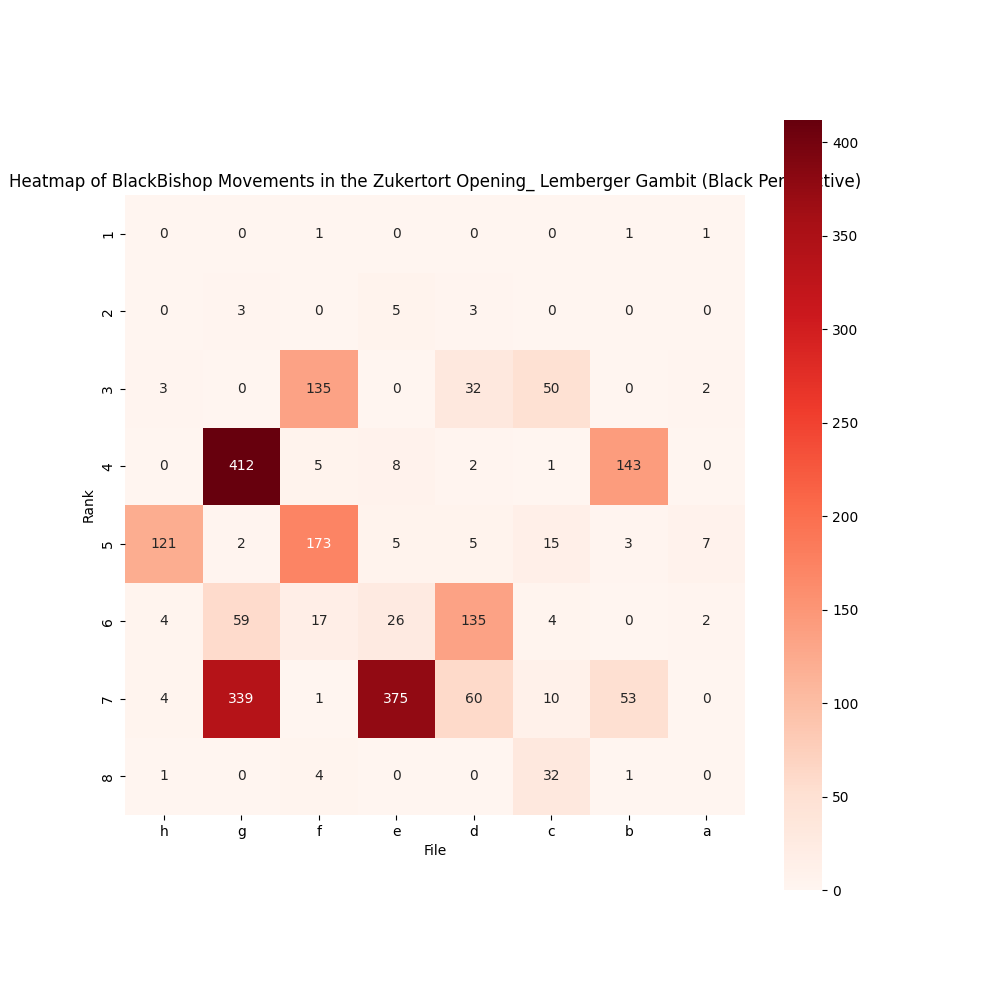 Heatmap of BlackBishop Movements in the Zukertort Opening_ Lemberger Gambit (Black Per tive)
400
350
300
250
200
150
100
50
0
Rank
1 0 0 1 0 0 0 1 1
2 0 3 0 5 3 0 0 0
3 3 0 135 0 32 50 0 2
4 0 412 5 8 2 1 143 0
5 121 2 173 5 5 15 3 7
6 4 59 17 26 135 4 0 2
7 4 339 1 375 60 10 53 0
8 1 0 4 0 0 32 1 0
h g f e d c b a
File